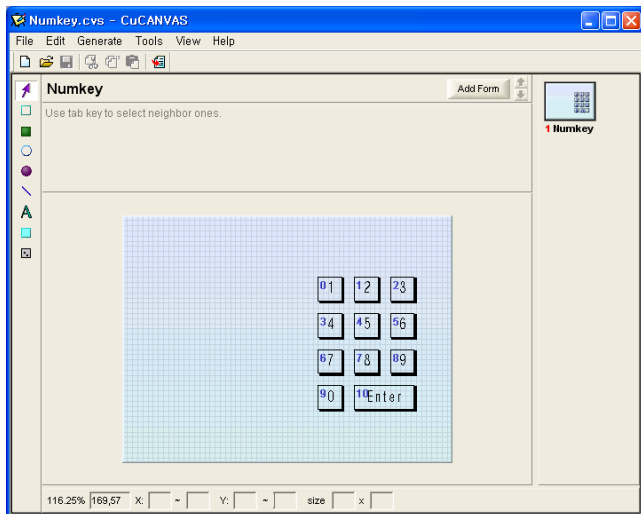 Numkey.cvs - CuCANVAS
File Edit Generate Tools View Help
Numkey
Add Form
Use tab key to select neighbor ones.
1 Numkey
A
01 12 23
34 45 56
67 78 89
90 10Enter
116.25% 169,57 X: ~ Y: ~ size x